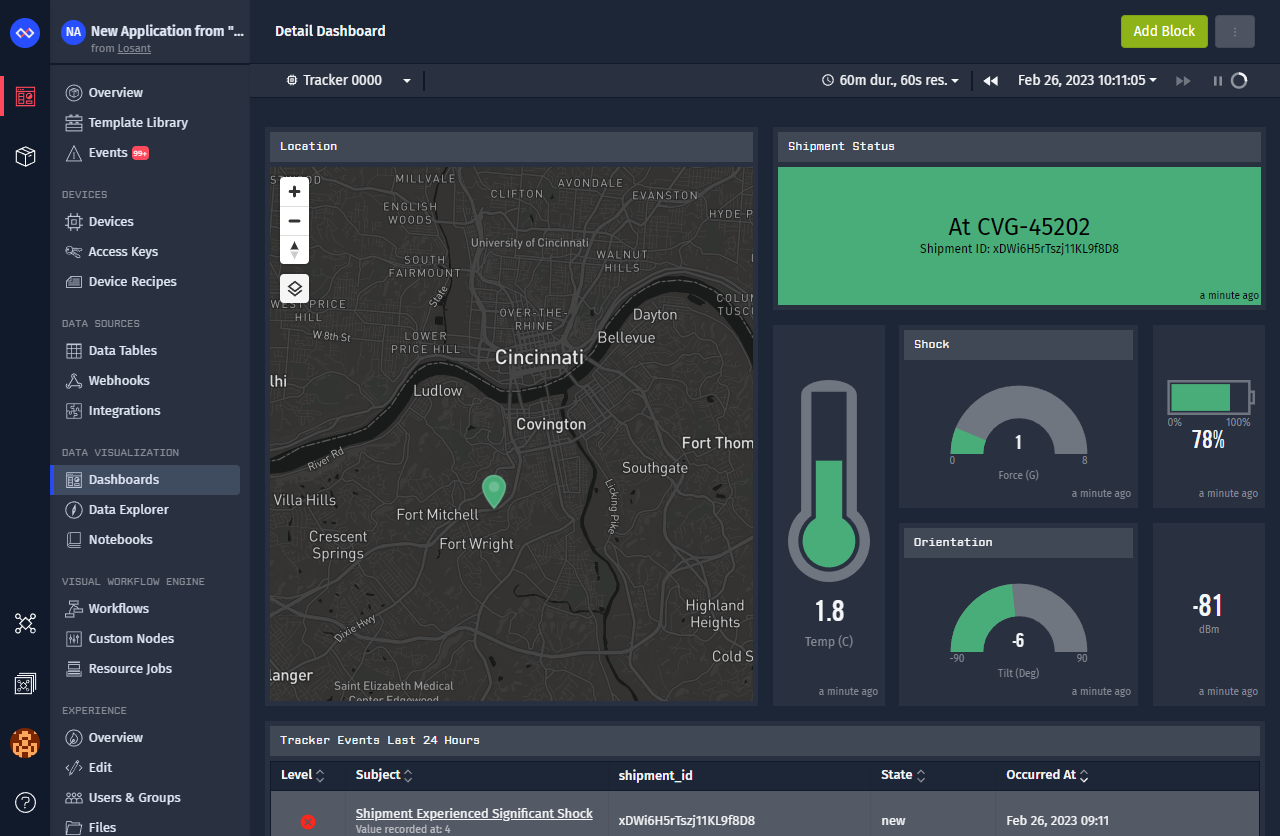 NA
New Application from "...
from Losant
Overview
Template Library
Events 99+
DEVICES
Devices
Access Keys
Device Recipes
DATA SOURCES
Data Tables
Webhooks
Integrations
DATA VISUALIZATION
Dashboards
Data Explorer
Notebooks
VISUAL WORKFLOW ENGINE
Workflows
Custom Nodes
Resource Jobs
EXPERIENCE
Overview
Edit
Users & Groups
Files
Detail Dashboard
Add Block
Tracker 0000
60m dur., 60s res.
Feb 26, 2023 10:11:05
Location
MILLVALE
CLIFTON
AVONDALE
EVANSTON
ENGLISH
WOODS
HYDE P
University of Cincinnati
WALNUT
HILLS
SOUTH
FAIRMOUNT
State
WEST PRICE
HILL
COLUM
TUSCU
OVER-THE-
RHINE
Dayton
W 8th St
LOWER
PRICE HILL
Bellevue
Cincinnati
lhi
Ludlow
Covington
Fort Thom
River Rd
Southgate
Licking Pike
Villa Hills
Fort Mitchell
Crescent
Springs
Fort Wright
Highland
Heights
Dixie Hwy
Cold S
langer
Saint Elizabeth Medical
Center Edgewood
Shipment Status
At CVG-45202
Shipment ID: xDWi6H5rTszj11KL9f8D8
a minute ago
1.8
Temp (C)
a minute ago
Shock
1
0
8
Force (G)
a minute ago
0%
100%
78%
a minute ago
Orientation
-6
-90
90
Tilt (Deg)
a minute ago
-81
dBm
a minute ago
Tracker Events Last 24 Hours
Level
Subject
shipment_id
State
Occurred At
Shipment Experienced Significant Shock
Value recorded at: 4
xDWi6H5rTszj11KL9f8D8
new
Feb 26, 2023 09:11